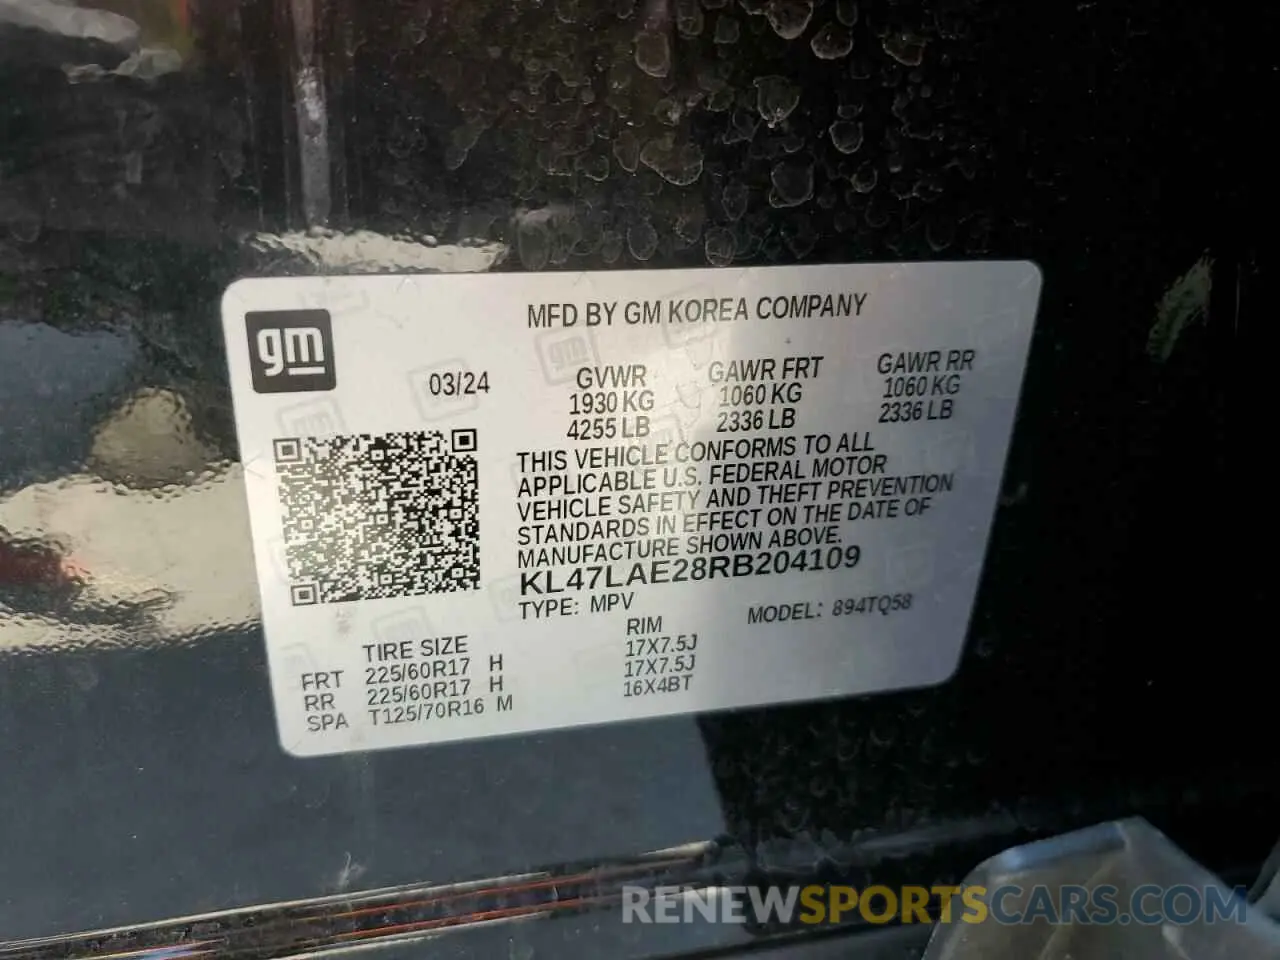 gm
MFD BY GM KOREA COMPANY
03/24
GVWR GAWR FRT GAWR RR
1930 KG 1060 KG 1060 KG
4255 LB 2336 LB 2336 LB
THIS VEHICLE CONFORMS TO ALL
APPLICABLE U.S. FEDERAL MOTOR
VEHICLE SAFETY AND THEFT PREVENTION
STANDARDS IN EFFECT ON THE DATE OF
MANUFACTURE SHOWN ABOVE.
KL47LAE28RB204109
TYPE: MPV MODEL: 894TQ58
TIRE SIZE RIM
FRT 225/60R17 H 17X7.5J
RR 225/60R17 H 17X7.5J
SPA T125/70R16 M 16X4BT
RENEWSPORTSCARS.COM